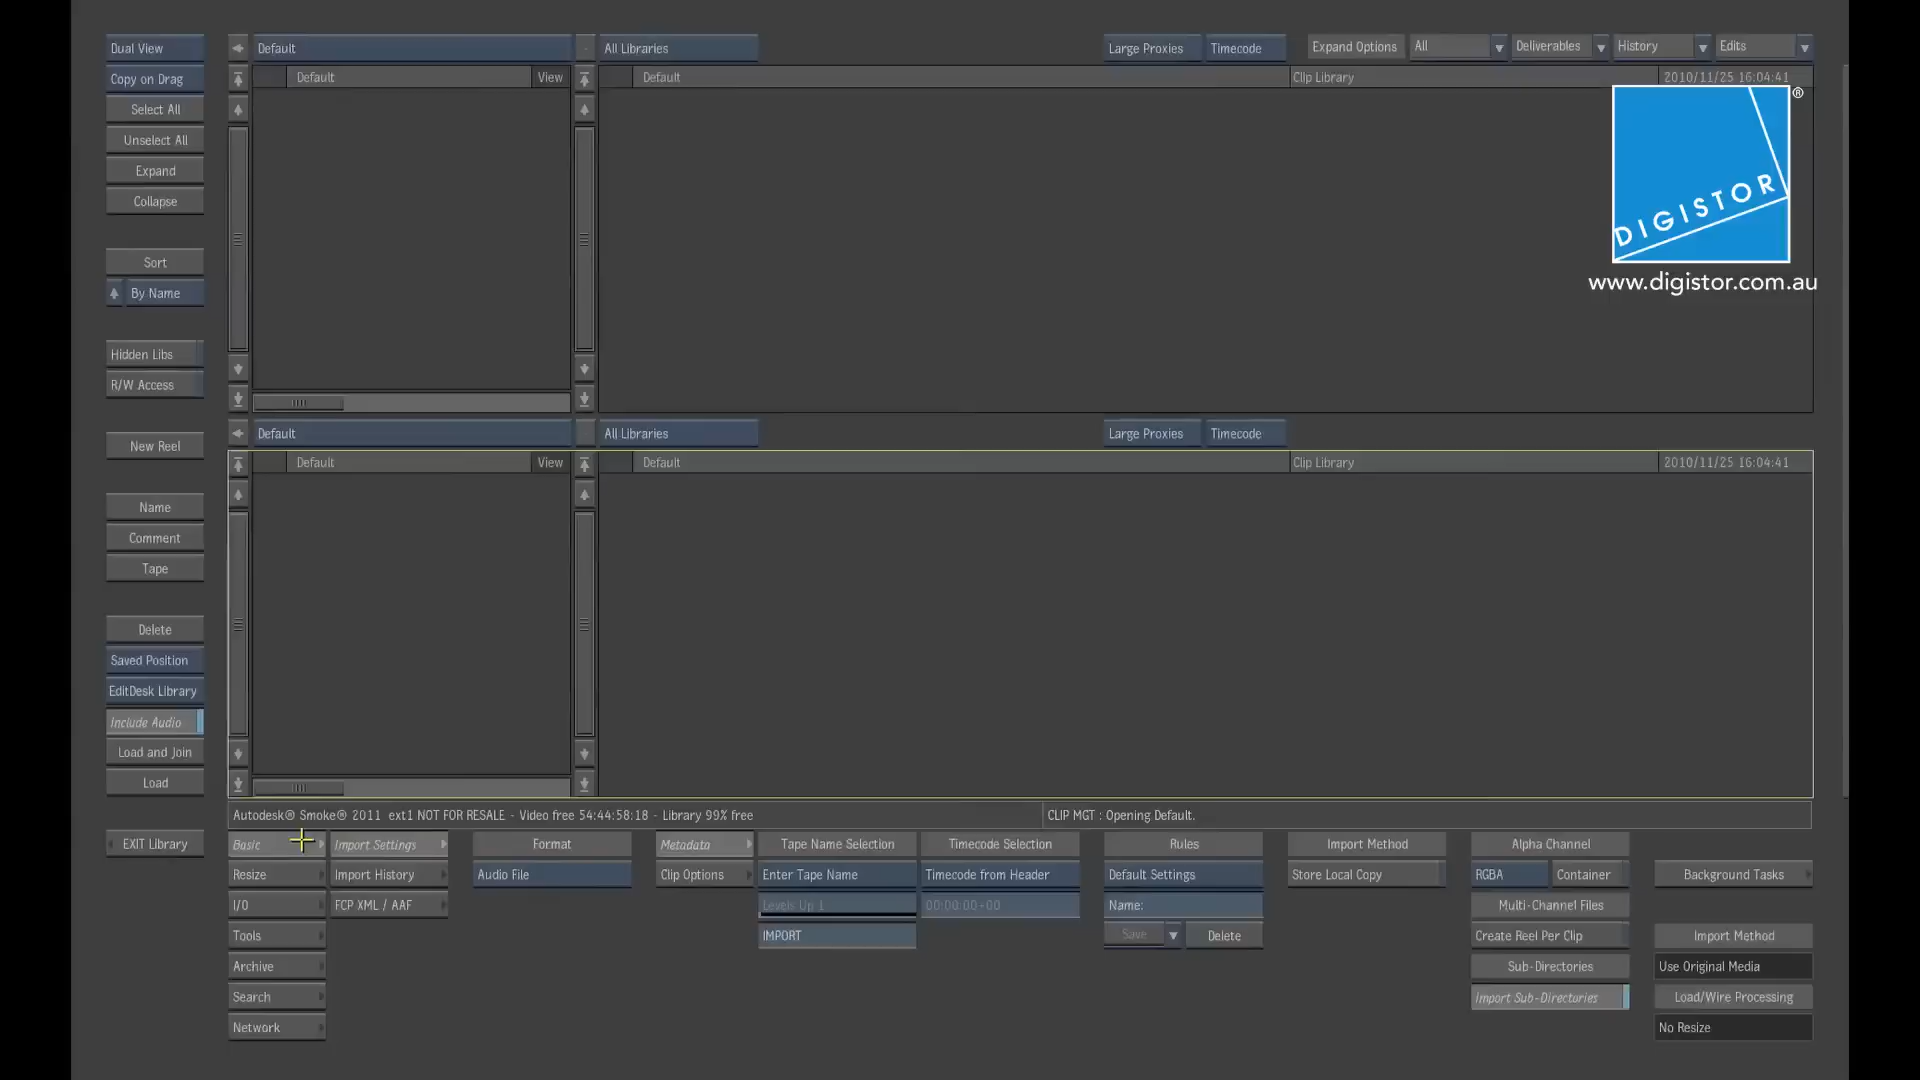 Dual View
Default
All Libraries
Large Proxies
Timecode
Expand Options
All
Deliverables
History
Edits
Copy on Drag
Default
View
Default
Clip Library
2010/11/25 16:04:41
Select All
Unselect All
Expand
Collapse
DIGISTOR
®
www.digistor.com.au
Sort
By Name
Hidden Libs
R/W Access
New Reel
Default
All Libraries
Large Proxies
Timecode
Default
View
Default
Clip Library
2010/11/25 16:04:41
Name
Comment
Tape
Delete
Saved Position
EditDesk Library
Include Audio
Load and Join
Load
Autodesk® Smoke® 2011 ext1 NOT FOR RESALE - Video free 54:44:58:18 - Library 99% free
CLIP MGT : Opening Default.
EXIT Library
Basic
Import Settings
Format
Metadata
Tape Name Selection
Timecode Selection
Rules
Import Method
Alpha Channel
Resize
Import History
Audio File
Clip Options
Enter Tape Name
Timecode from Header
Default Settings
Store Local Copy
RGBA
Container
Background Tasks
I/O
FCP XML / AAF
Levels Up 1
00:00:00+00
Name:
Multi-Channel Files
Tools
IMPORT
Save
Delete
Create Reel Per Clip
Import Method
Archive
Sub-Directories
Use Original Media
Search
Import Sub-Directories
Load/Wire Processing
Network
No Resize